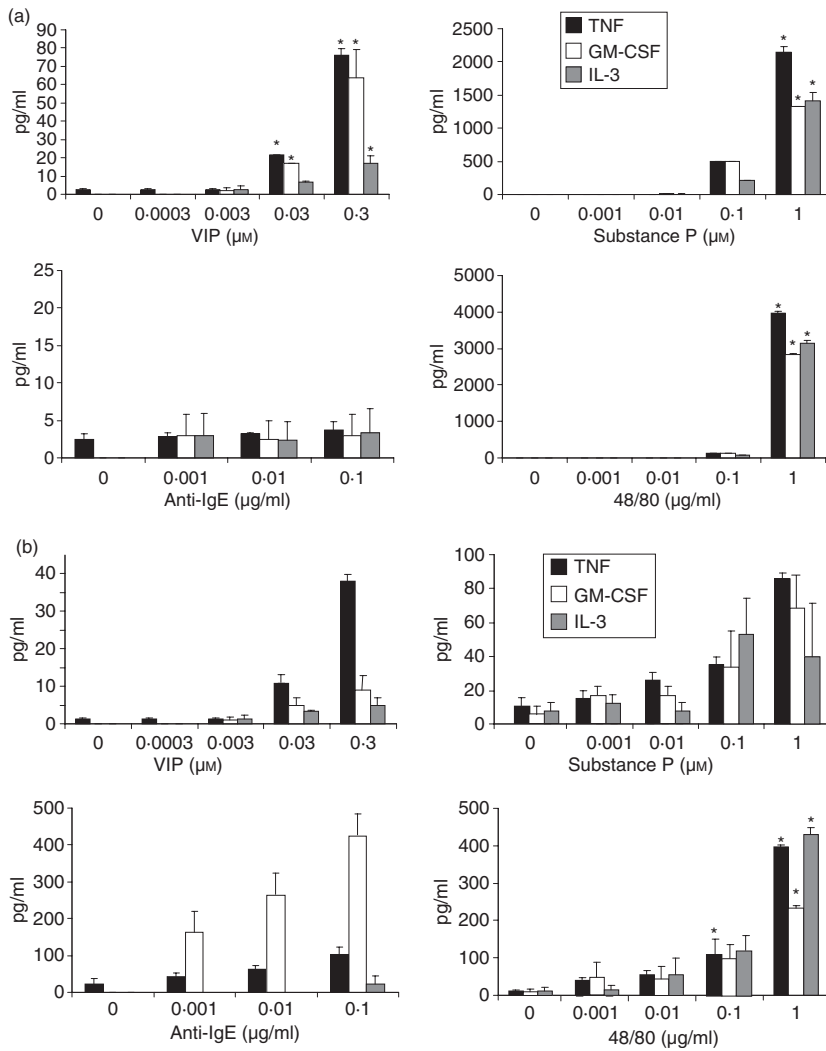 (a)
90
80
70
60
50
40
30
20
10
0
pg/ml
* * * * *
0 0·0003 0·003 0·03 0·3
VIP (µM)
2500
2000
1500
1000
500
0
pg/ml
TNF
GM-CSF
IL-3
* * *
0 0·001 0·01 0·1 1
Substance P (µM)
25
20
15
10
5
0
pg/ml
0 0·001 0·01 0·1
Anti-IgE (µg/ml)
5000
4000
3000
2000
1000
0
pg/ml
* * *
0 0·001 0·01 0·1 1
48/80 (µg/ml)
(b)
40
30
20
10
0
pg/ml
0 0·0003 0·003 0·03 0·3
VIP (µM)
100
80
60
40
20
0
pg/ml
TNF
GM-CSF
IL-3
0 0·001 0·01 0·1 1
Substance P (µM)
500
400
300
200
100
0
pg/ml
0 0·001 0·01 0·1
Anti-IgE (µg/ml)
500
400
300
200
100
0
pg/ml
* * * *
0 0·001 0·01 0·1 1
48/80 (µg/ml)